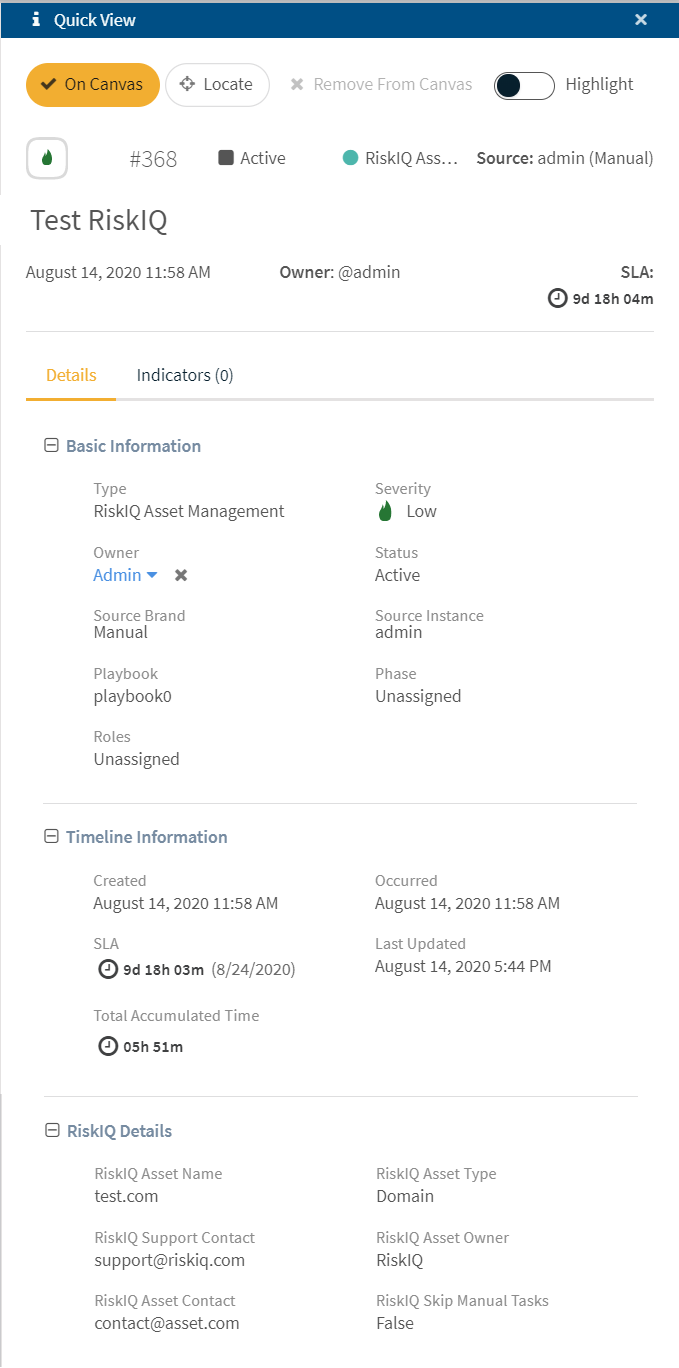 Quick View
On Canvas
Locate
Remove From Canvas
Highlight
#368
Active
RiskIQ Ass...
Source: admin (Manual)
Test RiskIQ
August 14, 2020 11:58 AM
Owner: @admin
SLA:
9d 18h 04m
Details
Indicators (0)
Basic Information
Type
Severity
RiskIQ Asset Management
Low
Owner
Status
Admin
Active
Source Brand
Source Instance
Manual
admin
Playbook
Phase
playbook0
Unassigned
Roles
Unassigned
Timeline Information
Created
Occurred
August 14, 2020 11:58 AM
August 14, 2020 11:58 AM
SLA
Last Updated
9d 18h 03m (8/24/2020)
August 14, 2020 5:44 PM
Total Accumulated Time
05h 51m
RiskIQ Details
RiskIQ Asset Name
RiskIQ Asset Type
test.com
Domain
RiskIQ Support Contact
RiskIQ Asset Owner
support@riskiq.com
RiskIQ
RiskIQ Asset Contact
RiskIQ Skip Manual Tasks
contact@asset.com
False